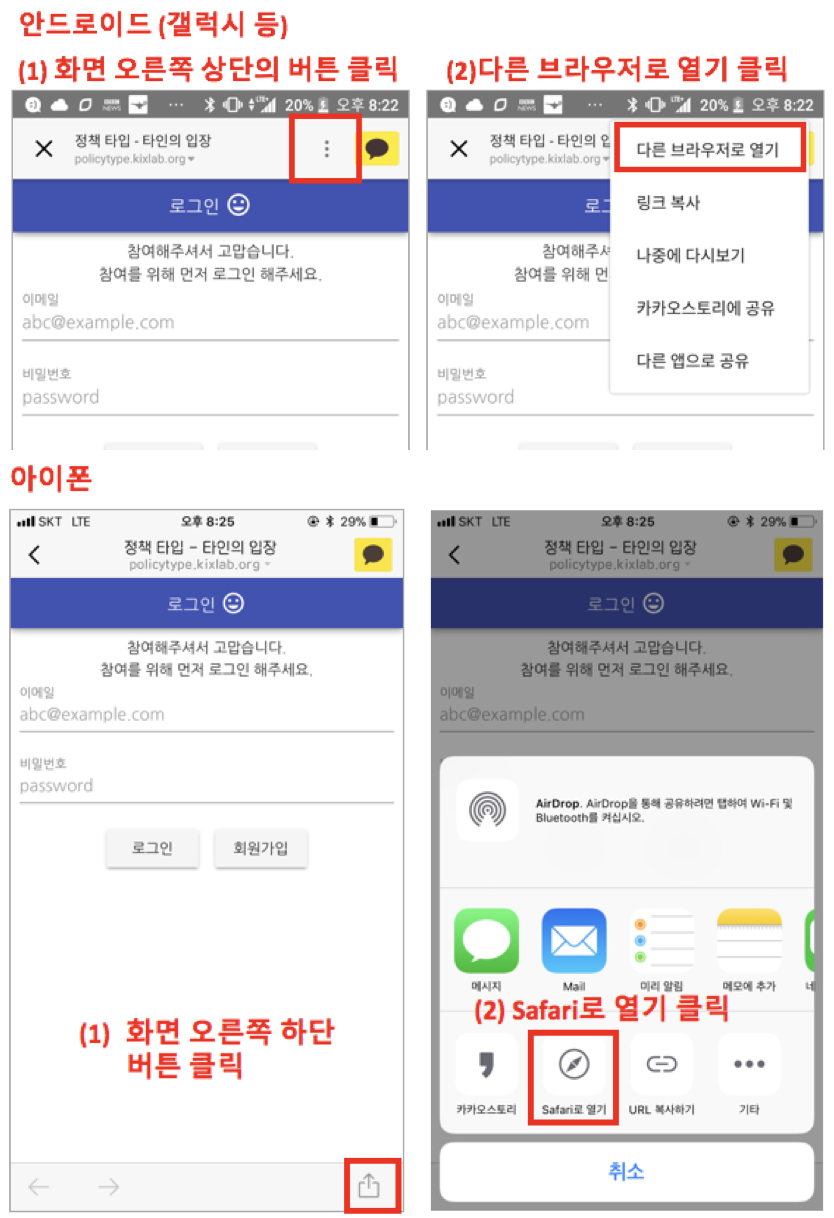 안드로이드 (갤럭시 등)
(1) 화면 오른쪽 상단의 버튼 클릭
(2)다른 브라우저로 열기 클릭
BBC NEWS
LTE
20%
오후 8:22
정책 타입 - 타인의 입장
policytype.kixlab.org
로그인
참여해주셔서 고맙습니다.
참여를 위해 먼저 로그인 해주세요.
이메일
abc@example.com
비밀번호
password
BBC NEWS
LTE
20%
오후 8:22
정책 타입 - 타인의 입
policytype.kixlab.org
로그
참여해주셔
참여를 위해 먼
이메일
abc@example.com
비밀번호
password
다른 브라우저로 열기
링크 복사
나중에 다시보기
카카오스토리에 공유
다른 앱으로 공유
아이폰
SKT LTE 오후 8:25 29%
정책 타입 – 타인의 입장
policytype.kixlab.org
로그인
참여해주셔서 고맙습니다.
참여를 위해 먼저 로그인 해주세요.
이메일
abc@example.com
비밀번호
password
로그인 회원가입
(1) 화면 오른쪽 하단
버튼 클릭
SKT LTE 오후 8:25 29%
정책 타입 – 타인의 입장
policytype.kixlab.org
로그인
참여해주셔서 고맙습니다.
참여를 위해 먼저 로그인 해주세요.
이메일
abc@example.com
AirDrop. AirDrop을 통해 공유하려면 탭하여 Wi-Fi 및
Bluetooth를 켜십시오.
메시지 Mail 미리 알림 메모에 추가
(2) Safari로 열기 클릭
카카오스토리 Safari로 열기 URL 복사하기 기타
취소